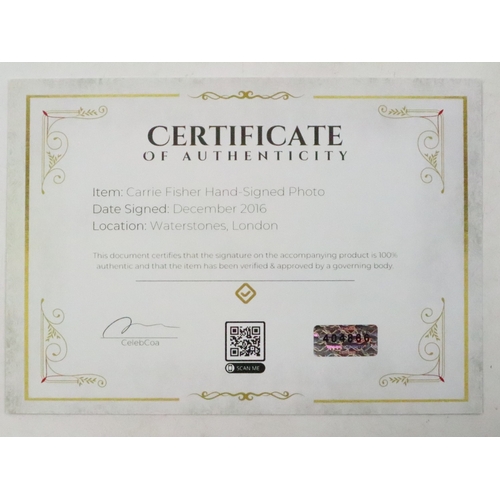 CERTIFICATE
OF AUTHENTICITY
Item: Carrie Fisher Hand-Signed Photo
Date Signed: December 2016
Location: Waterstones, London
This document certifies that the signature on the accompanying product is 100%
authentic and that the item has been verified & approved by a governing body.
CelebCoa
SCAN ME